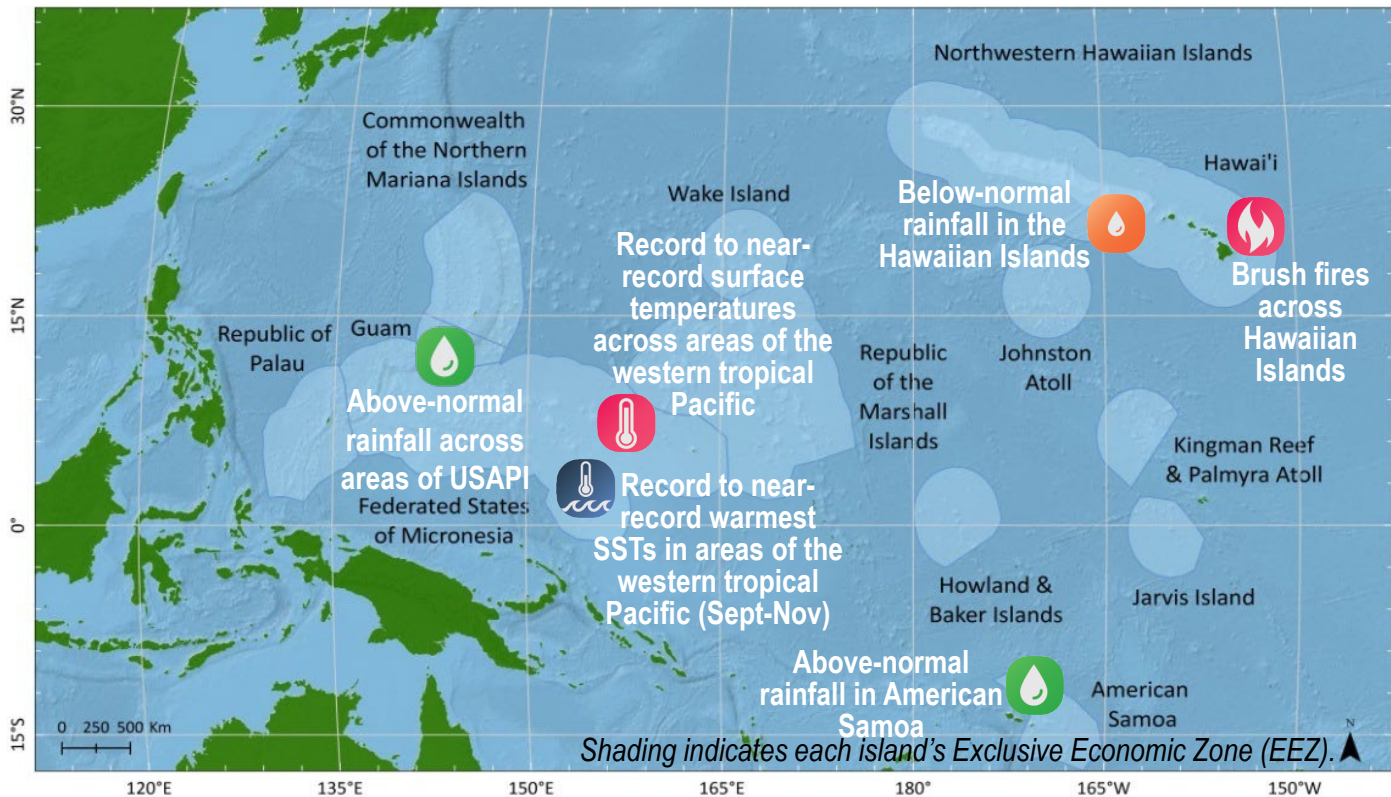 Northwestern Hawaiian Islands
30°N
Commonwealth
of the Northern
Mariana Islands
Hawai'i
Wake Island
Below-normal
rainfall in the
Hawaiian Islands
Record to near-
record surface
temperatures
across areas of the
western tropical
Pacific
Brush fires
across
Hawaiian
Islands
15°N
Republic of
Palau
Guam
Republic
of the
Marshall
Islands
Johnston
Atoll
Above-normal
rainfall across
areas of USAPI
Kingman Reef
& Palmyra Atoll
Federated States
of Micronesia
Record to near-
record warmest
SSTs in areas of the
western tropical
Pacific (Sept-Nov)
0°
Howland &
Baker Islands
Jarvis Island
Above-normal
rainfall in American
Samoa
American
Samoa
0 250 500 Km
15°S
N
Shading indicates each island's Exclusive Economic Zone (EEZ).
120°E 135°E 150°E 165°E 180° 165°W 150°W